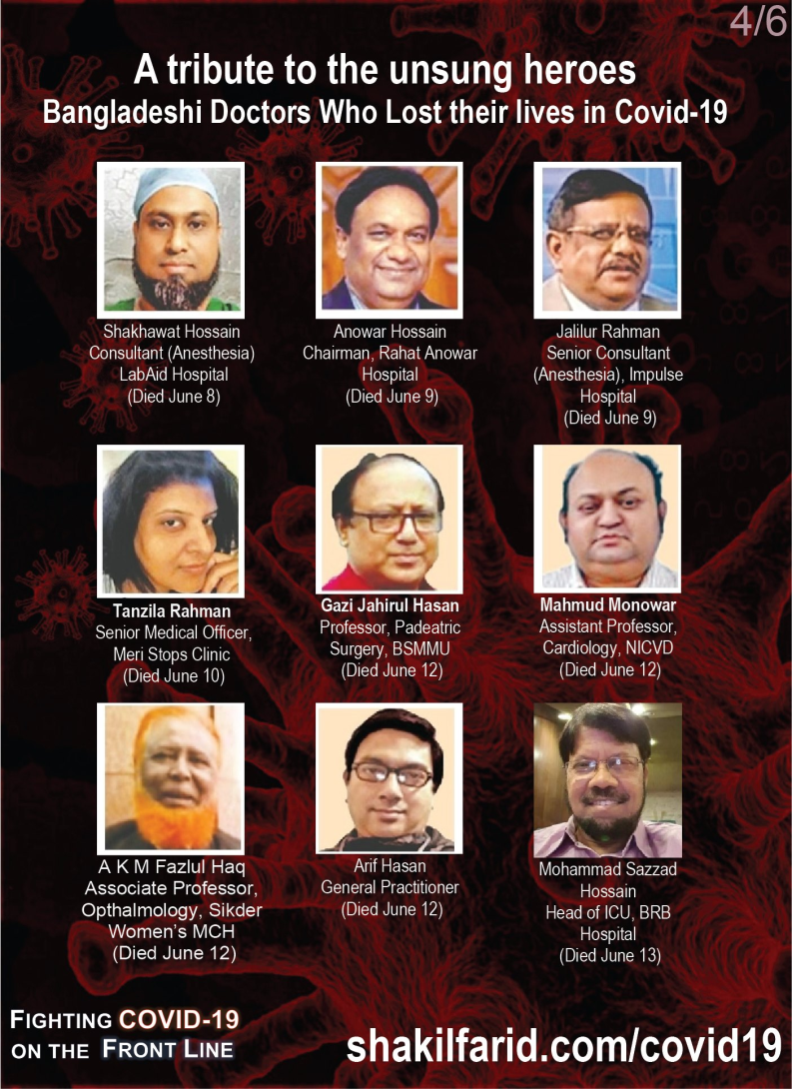 4/6
A tribute to the unsung heroes
Bangladeshi Doctors Who Lost their lives in Covid-19
Shakhawat Hossain
Consultant (Anesthesia)
LabAid Hospital
(Died June 8)
Anowar Hossain
Chairman, Rahat Anowar
Hospital
(Died June 9)
Jalilur Rahman
Senior Consultant
(Anesthesia), Impulse
Hospital
(Died June 9)
Tanzila Rahman
Senior Medical Officer,
Meri Stops Clinic
(Died June 10)
Gazi Jahirul Hasan
Professor, Padeatric
Surgery, BSMMU
(Died June 12)
Mahmud Monowar
Assistant Professor,
Cardiology, NICVD
(Died June 12)
A K M Fazlul Haq
Associate Professor,
Opthalmology, Sikder
Women's MCH
(Died June 12)
Arif Hasan
General Practitioner
(Died June 12)
Mohammad Sazzad
Hossain
Head of ICU, BRB
Hospital
(Died June 13)
FIGHTING COVID-19
ON THE FRONT LINE
shakilfarid.com/covid19